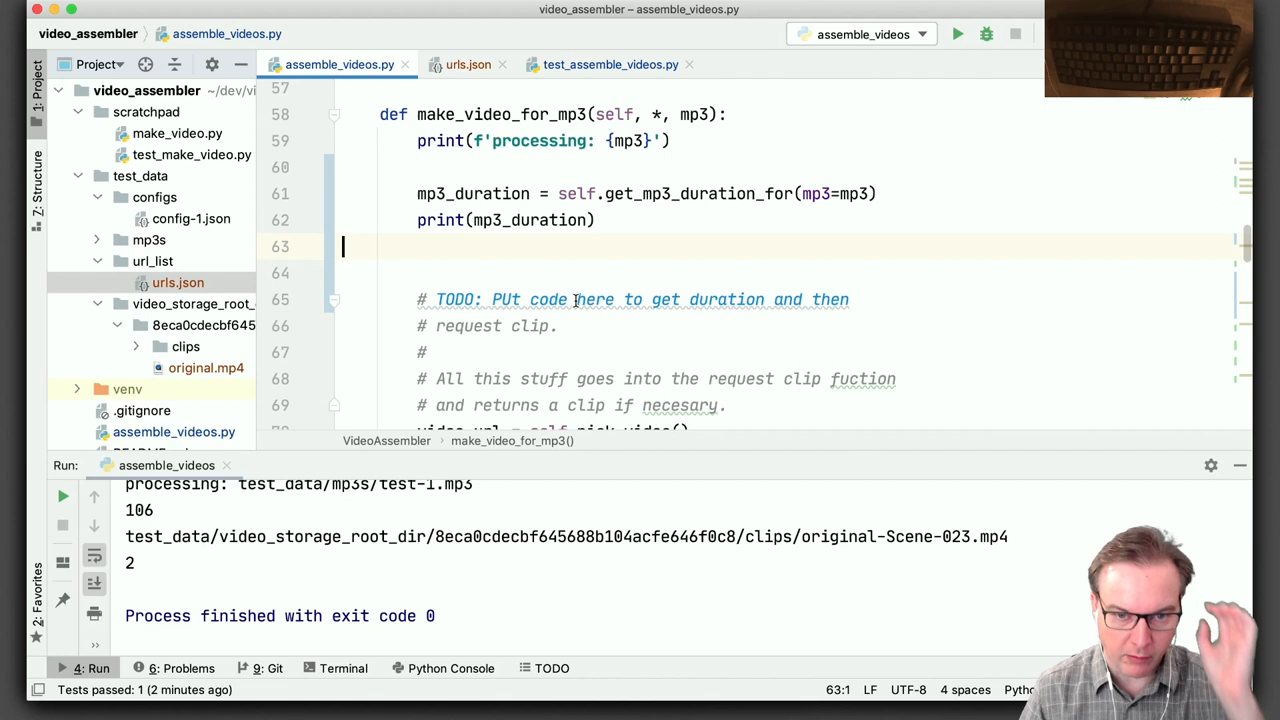 video_assembler – assemble_videos.py
video_assembler assemble_videos.py
assemble_videos
1: Project
Z: Structure
2: Favorites
Project
video_assembler ~/dev/vi
scratchpad
make_video.py
test_make_video.py
test_data
configs
config-1.json
mp3s
url_list
urls.json
video_storage_root_
8eca0cdecbf645
clips
original.mp4
venv
.gitignore
assemble_videos.py
assemble_videos.py urls.json test_assemble_videos.py
57
58 def make_video_for_mp3(self, *, mp3):
59 print(f'processing: {mp3}')
60
61 mp3_duration = self.get_mp3_duration_for(mp3=mp3)
62 print(mp3_duration)
63
64
65 # TODO: PUt code here to get duration and then
66 # request clip.
67 #
68 # All this stuff goes into the request clip fuction
69 # and returns a clip if necesary.
VideoAssembler › make_video_for_mp3()
Run: assemble_videos
processing: test_data/mp3s/test-1.mp3
106
test_data/video_storage_root_dir/8eca0cdecbf645688b104acfe646f0c8/clips/original-Scene-023.mp4
2
Process finished with exit code 0
4: Run 6: Problems 9: Git Terminal Python Console TODO
Tests passed: 1 (2 minutes ago) 63:1 LF UTF-8 4 spaces Pytho